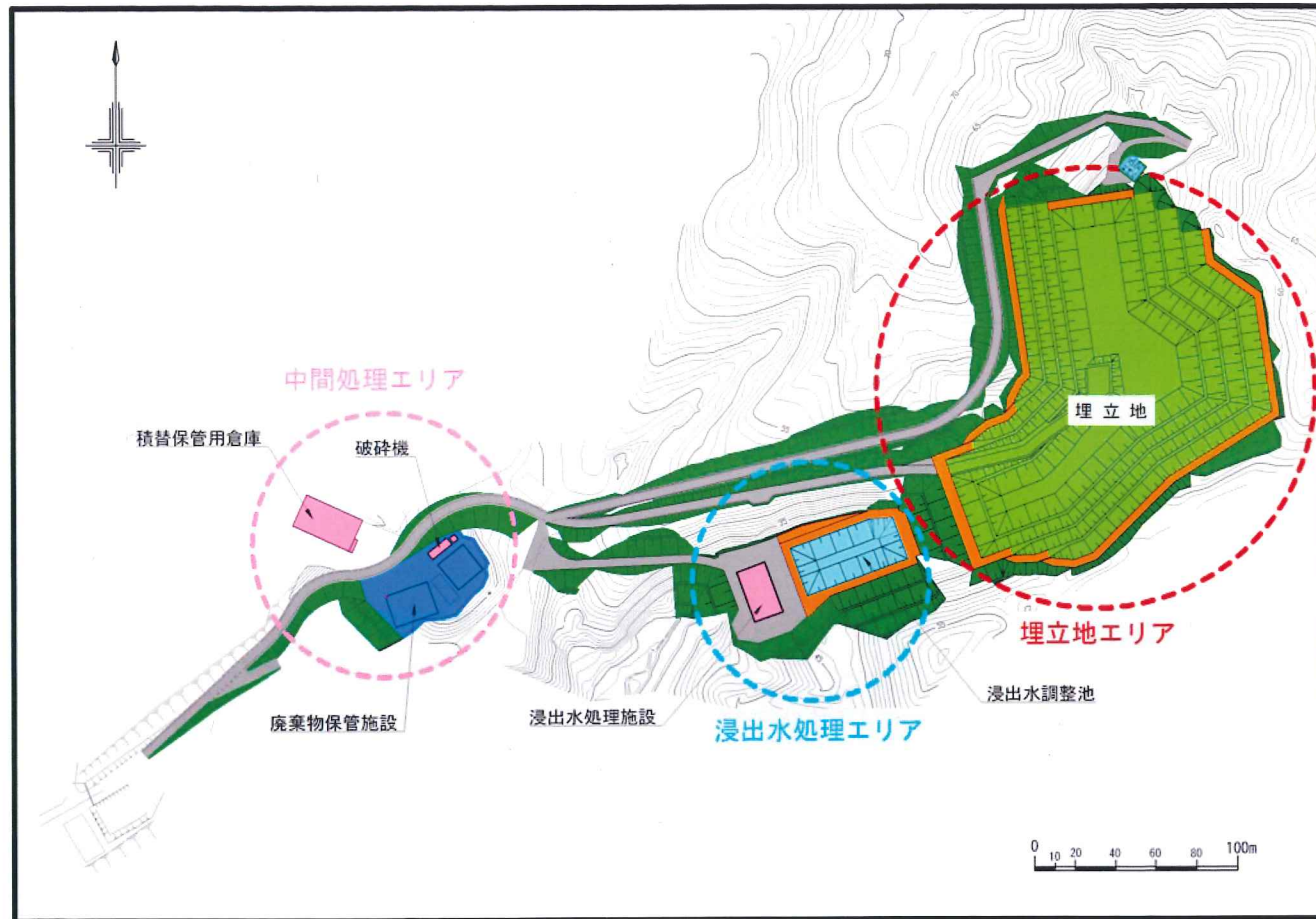 中間処理エリア
積替保管用倉庫
破砕機
廃棄物保管施設
浸出水処理施設
浸出水処理エリア
浸出水調整池
埋立地
埋立地エリア
0 10 20 40 60 80 100m